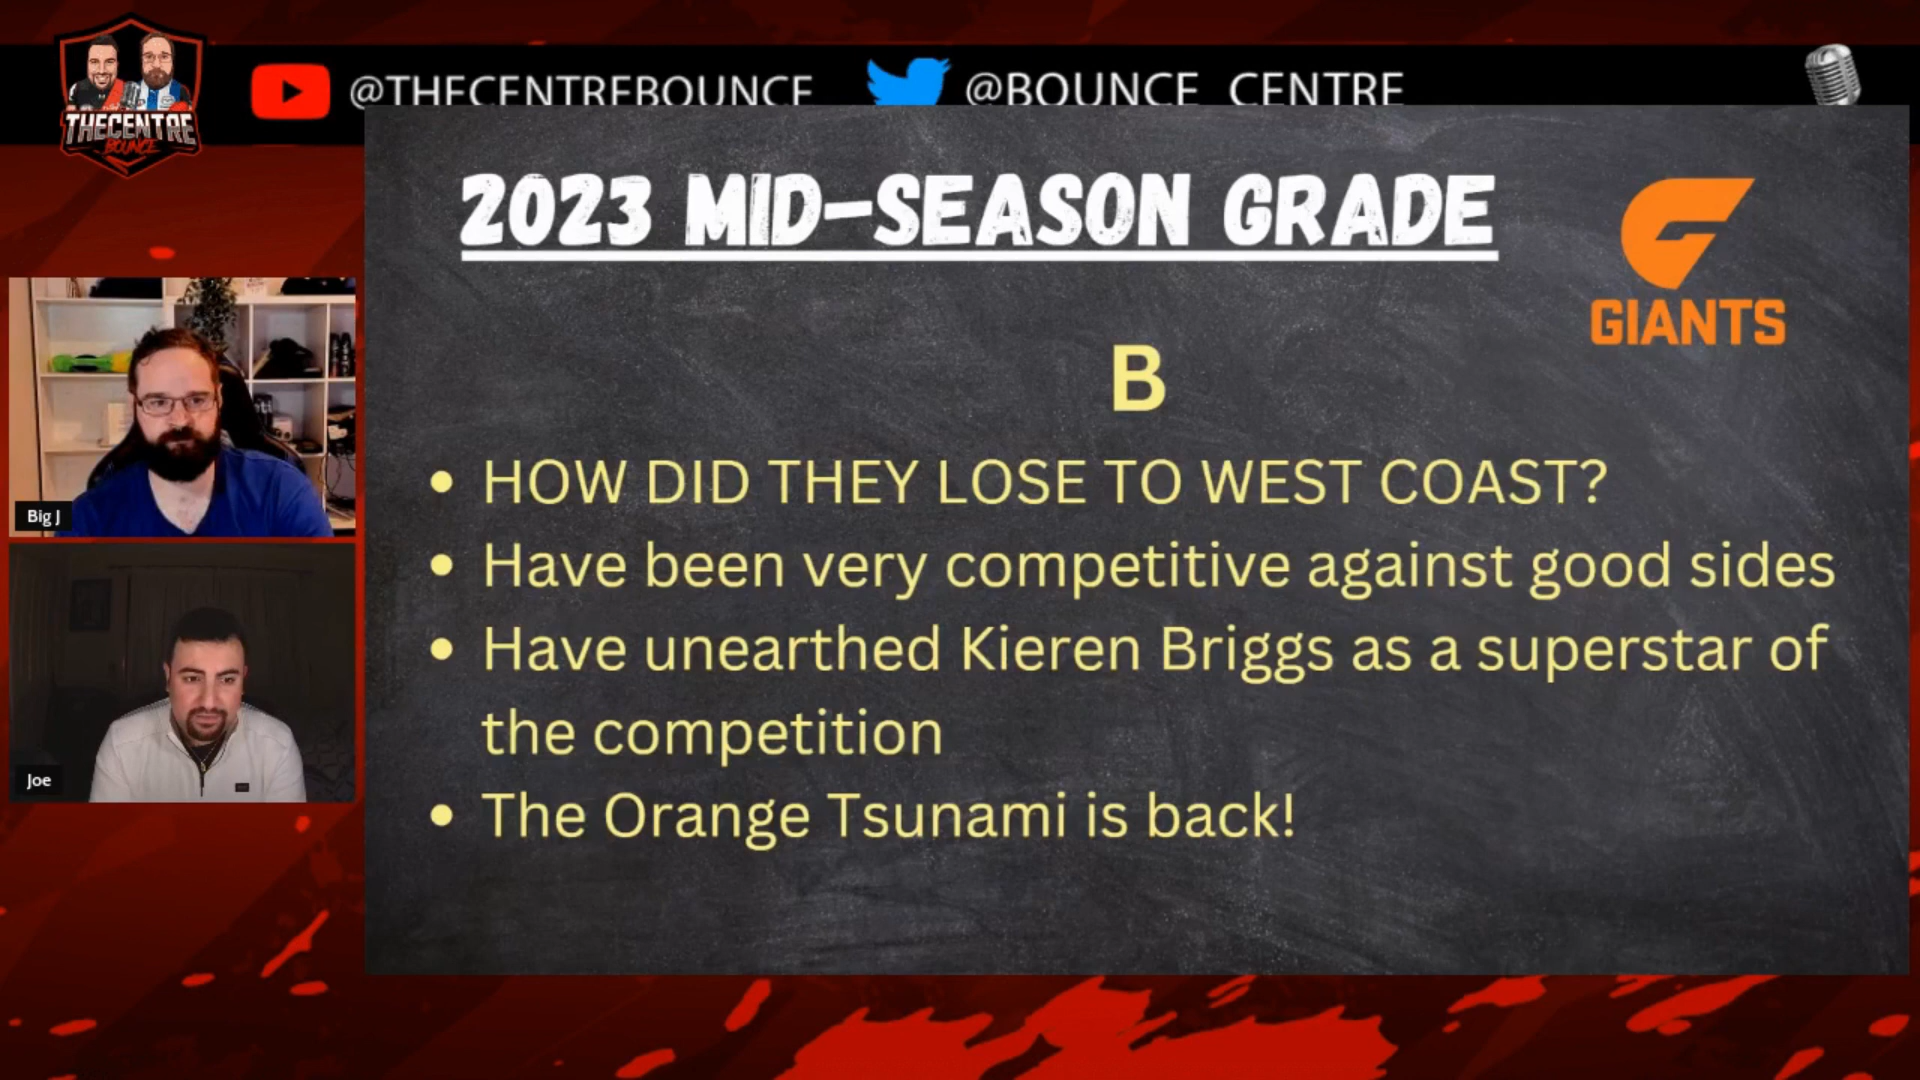 @THECENTREBOUNCE
@BOUNCE_CENTRE
THECENTRE
BOUNCE
2023 MID-SEASON GRADE
GIANTS
B
• HOW DID THEY LOSE TO WEST COAST?
• Have been very competitive against good sides
• Have unearthed Kieren Briggs as a superstar of
the competition
• The Orange Tsunami is back!
Big J
Joe